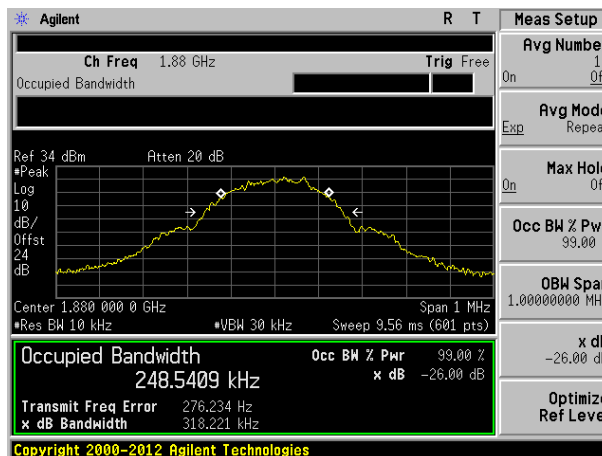 Agilent R T
Ch Freq 1.88 GHz Trig Free
Occupied Bandwidth
Ref 34 dBm Atten 20 dB
#Peak
Log
10
dB/
Offst
24
dB
Center 1.880 000 0 GHz Span 1 MHz
#Res BW 10 kHz #VBW 30 kHz Sweep 9.56 ms (601 pts)
Occupied Bandwidth Occ BW % Pwr 99.00 %
248.5409 kHz x dB -26.00 dB
Transmit Freq Error 276.234 Hz
x dB Bandwidth 318.221 kHz
Copyright 2000-2012 Agilent Technologies
Meas Setup
Avg Number
1
On Of
Avg Mode
Exp Repea
Max Hold
On Of
Occ BW % Pw
99.00
OBW Span
1.00000000 MH
x dB
-26.00 d
Optimize
Ref Level